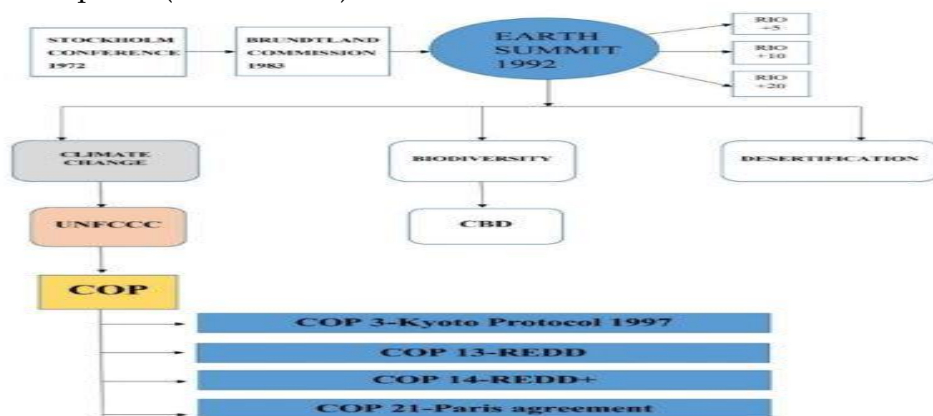 STOCKHOLM
CONFERENCE
1972
BRUNDTLAND
COMMISSION
1983
EARTH
SUMMIT
1992
RIO
+5
RIO
+10
RIO
+20
CLIMATE
CHANGE
BIODIVERSITY
DESERTIFICATION
UNFCCC
CBD
COP
COP 3-Kyoto Protocol 1997
COP 13-REDD
COP 14-REDD+
COP 21-Paris agreement